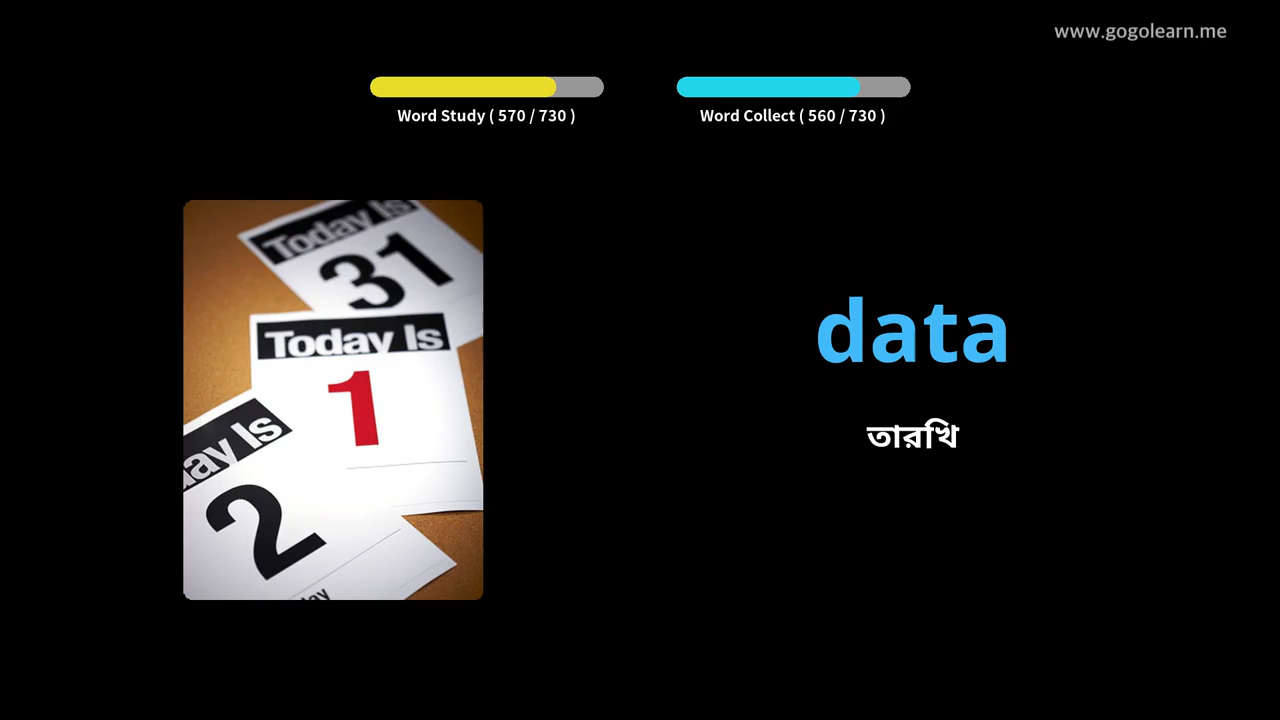 www.gogolearn.me
Word Study ( 570 / 730 )
Word Collect ( 560 / 730 )
Today Is
31
Today Is
1
ay Is
2
ay
data
তারখি